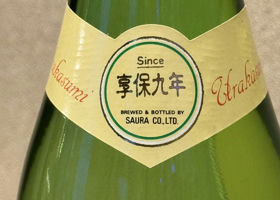 Since
享保九年
BREWED & BOTTLED BY
SAURA CO.,LTD.
Urakasumi
Urakasumi